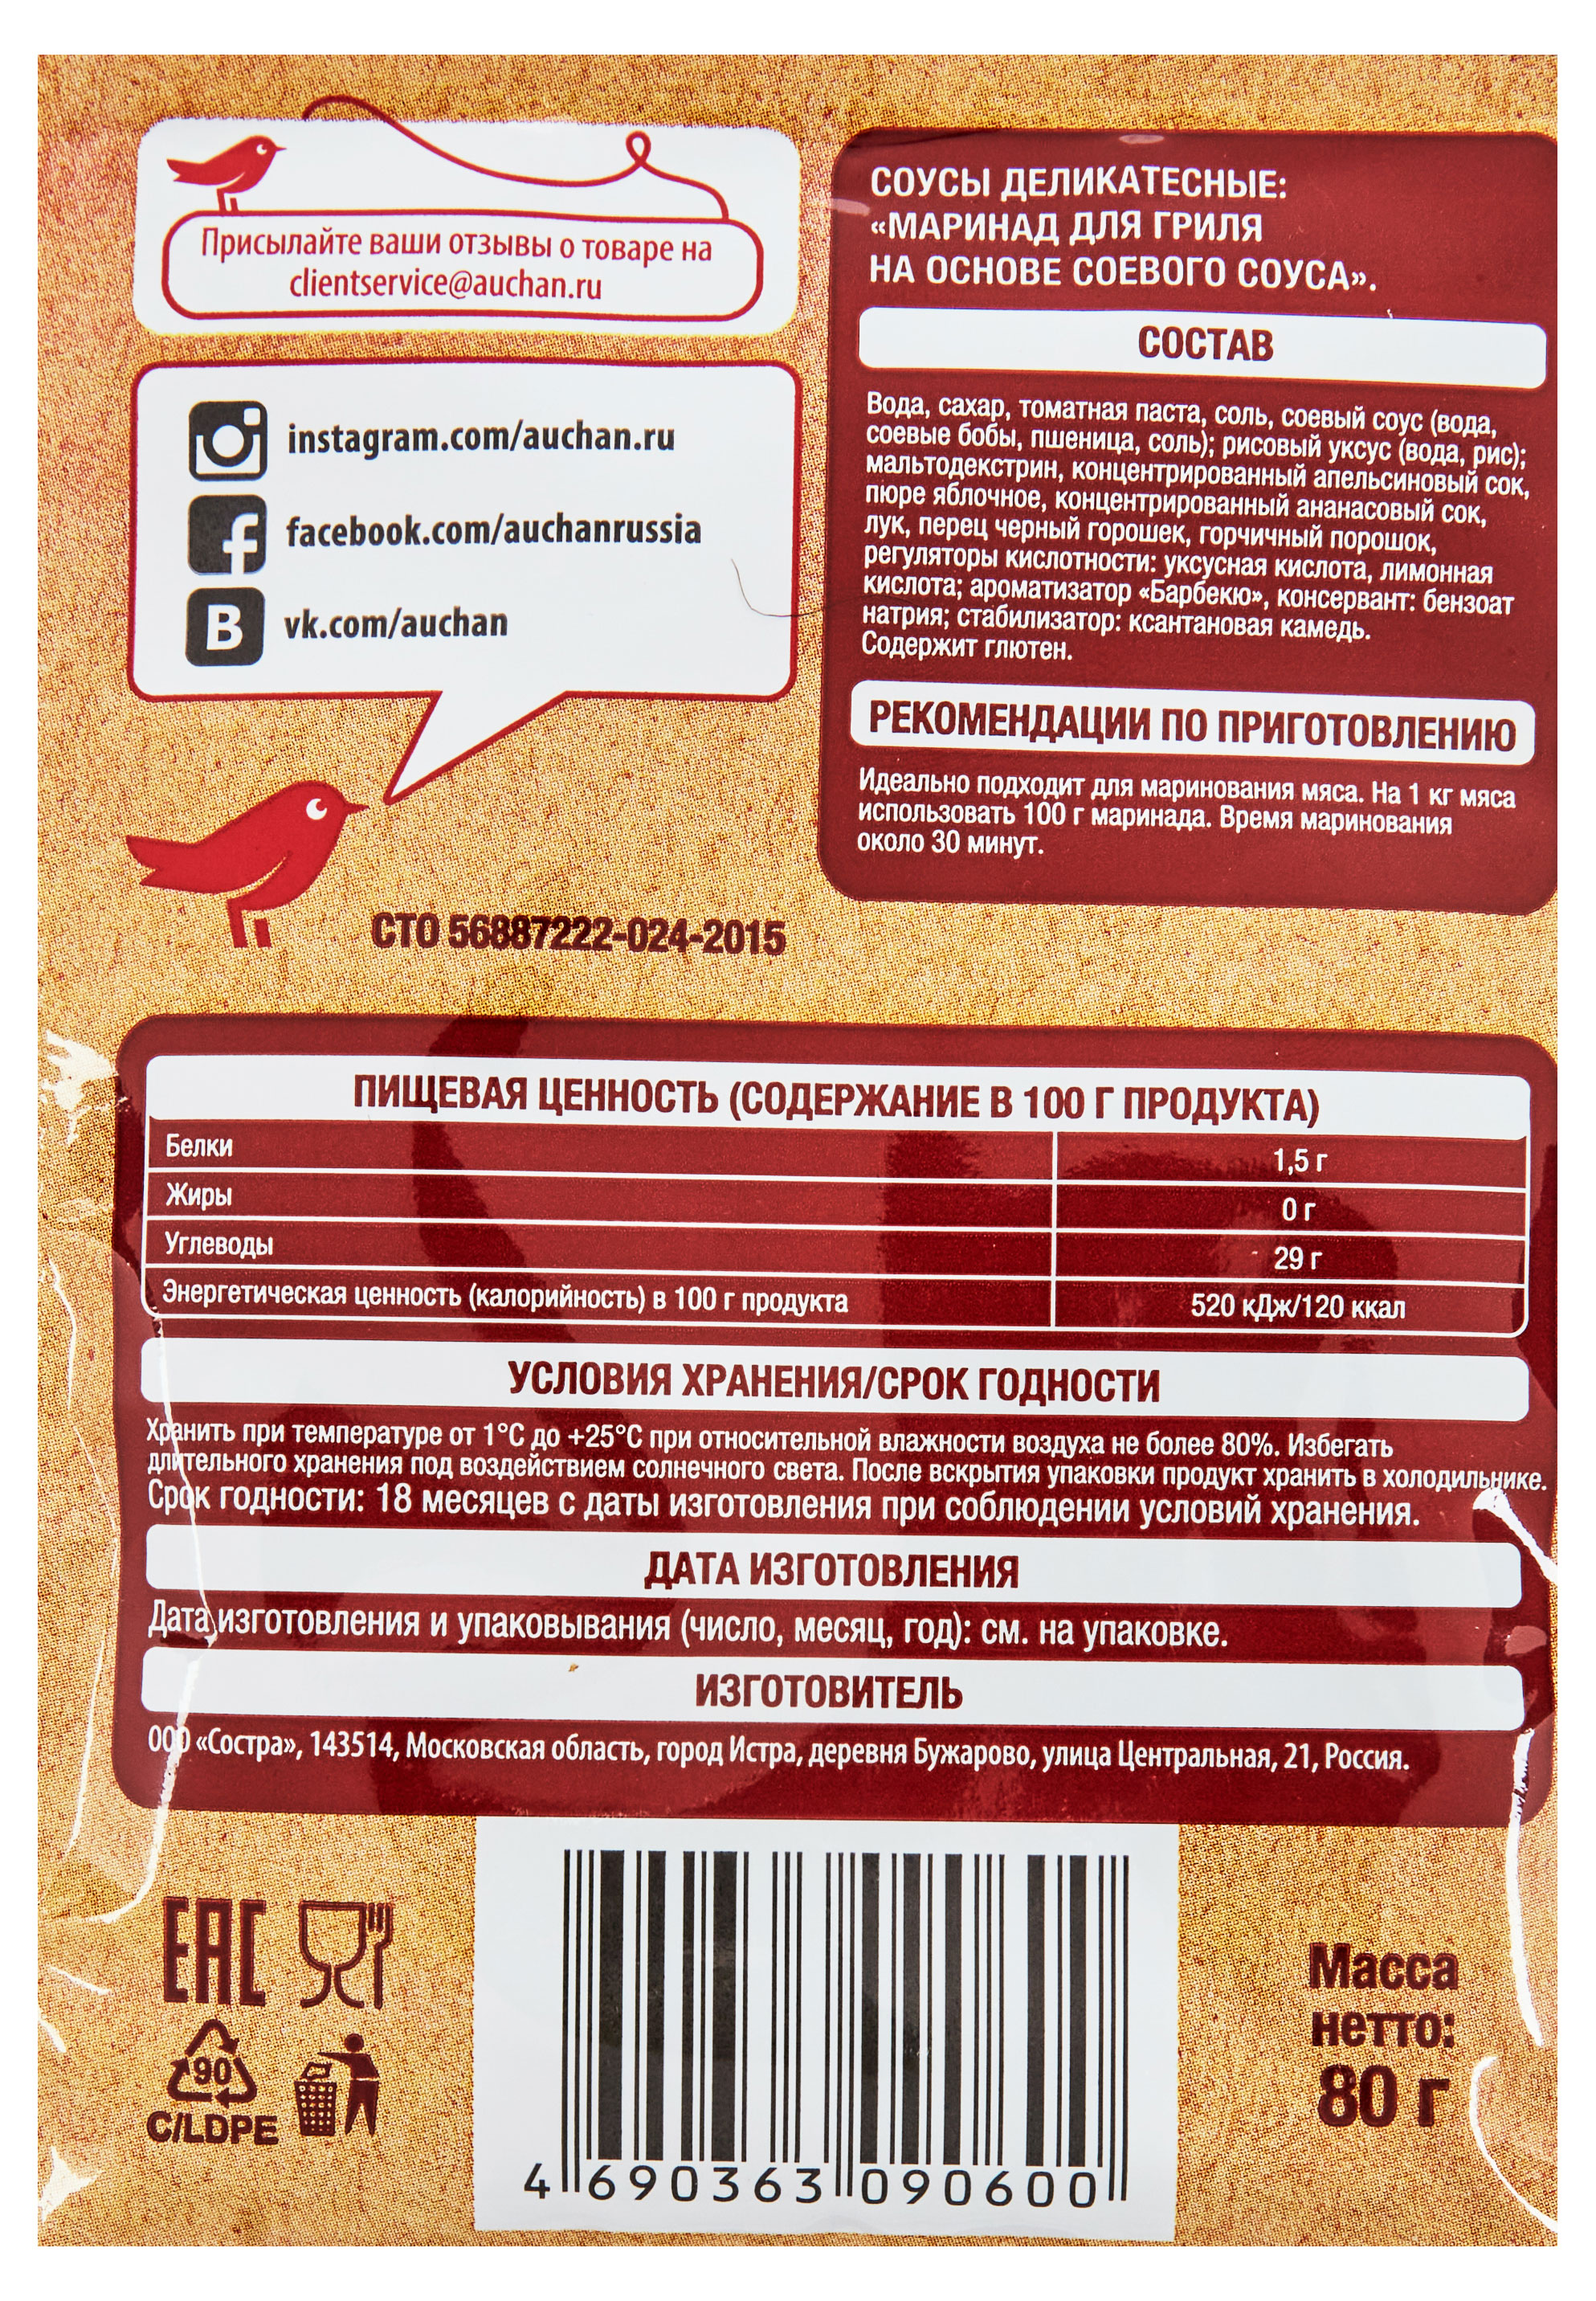 Присылайте ваши отзывы о товаре на
clientservice@auchan.ru
instagram.com/auchan.ru
facebook.com/auchanrussia
vk.com/auchan
СТО 56887222-024-2015
СОУСЫ ДЕЛИКАТЕСНЫЕ:
«МАРИНАД ДЛЯ ГРИЛЯ
НА ОСНОВЕ СОЕВОГО СОУСА».
СОСТАВ
Вода, сахар, томатная паста, соль, соевый соус (вода,
соевые бобы, пшеница, соль); рисовый уксус (вода, рис);
мальтодекстрин, концентрированный апельсиновый сок,
пюре яблочное, концентрированный ананасовый сок,
лук, перец черный горошек, горчичный порошок,
регуляторы кислотности: уксусная кислота, лимонная
кислота; ароматизатор «Барбекю», консервант: бензоат
натрия; стабилизатор: ксантановая камедь.
Содержит глютен.
РЕКОМЕНДАЦИИ ПО ПРИГОТОВЛЕНИЮ
Идеально подходит для маринования мяса. На 1 кг мяса
использовать 100 г маринада. Время маринования
около 30 минут.
ПИЩЕВАЯ ЦЕННОСТЬ (СОДЕРЖАНИЕ В 100 Г ПРОДУКТА)
Белки 1,5 г
Жиры 0 г
Углеводы 29 г
Энергетическая ценность (калорийность) в 100 г продукта 520 кДж/120 ккал
УСЛОВИЯ ХРАНЕНИЯ/СРОК ГОДНОСТИ
Хранить при температуре от 1°С до +25°С при относительной влажности воздуха не более 80%. Избегать
длительного хранения под воздействием солнечного света. После вскрытия упаковки продукт хранить в холодильнике.
Срок годности: 18 месяцев с даты изготовления при соблюдении условий хранения.
ДАТА ИЗГОТОВЛЕНИЯ
Дата изготовления и упаковывания (число, месяц, год): см. на упаковке.
ИЗГОТОВИТЕЛЬ
ООО «Состра», 143514, Московская область, город Истра, деревня Бужарово, улица Центральная, 21, Россия.
EAC
90
C/LDPE
4 690363 090600
Масса
нетто:
80 г